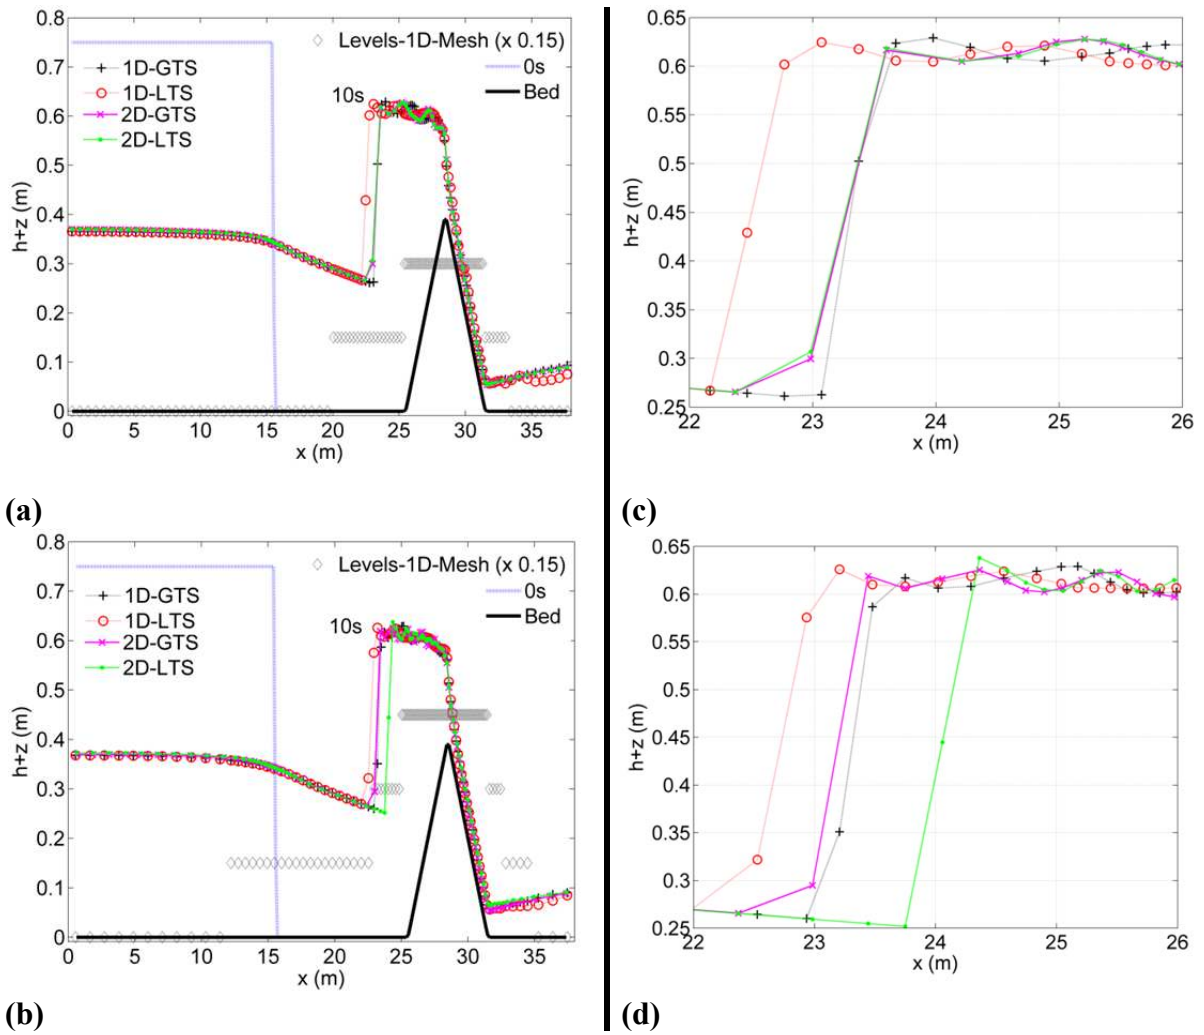 0.8
0.7
0.6
0.5
0.4
0.3
0.2
0.1
0
h+z (m)
1D-GTS
1D-LTS
2D-GTS
2D-LTS
Levels-1D-Mesh (x 0.15)
0s
Bed
10s
0 5 10 15 20 25 30 35
x (m)
(a)
0.65
0.6
0.55
0.5
0.45
0.4
0.35
0.3
0.25
h+z (m)
22 23 24 25 26
x (m)
(c)
0.8
0.7
0.6
0.5
0.4
0.3
0.2
0.1
0
h+z (m)
1D-GTS
1D-LTS
2D-GTS
2D-LTS
Levels-1D-Mesh (x 0.15)
0s
Bed
10s
0 5 10 15 20 25 30 35
x (m)
(b)
0.65
0.6
0.55
0.5
0.45
0.4
0.35
0.3
0.25
h+z (m)
22 23 24 25 26
x (m)
(d)